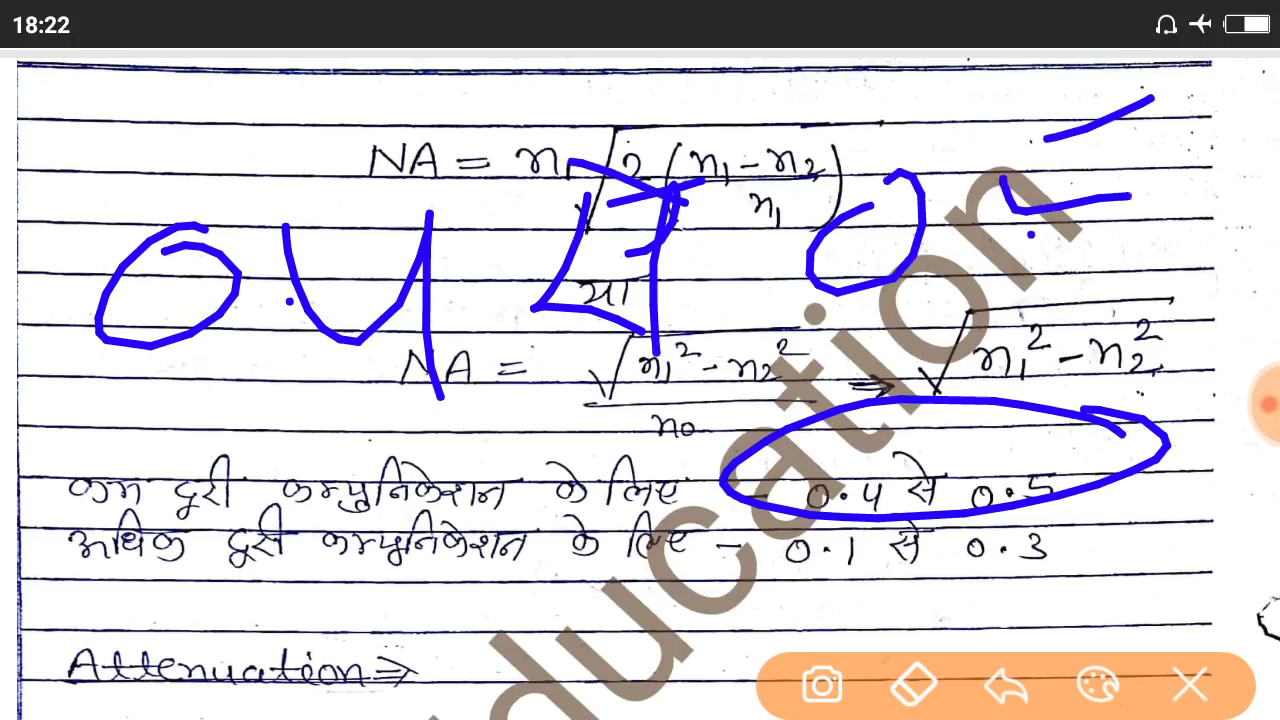 18:22
NA = n₁ √2 (n₁ - n₂ / n₁)
या
NA = √n₁² - n₂² / n₀ ⇒ √n₁² - n₂²
कम दुरी कम्युनिकेशन के लिए - 0.4 से 0.5
अधिक दुरी कम्युनिकेशन के लिए - 0.1 से 0.3
Attenuation ⇒
ducation
0.4 से 0.5